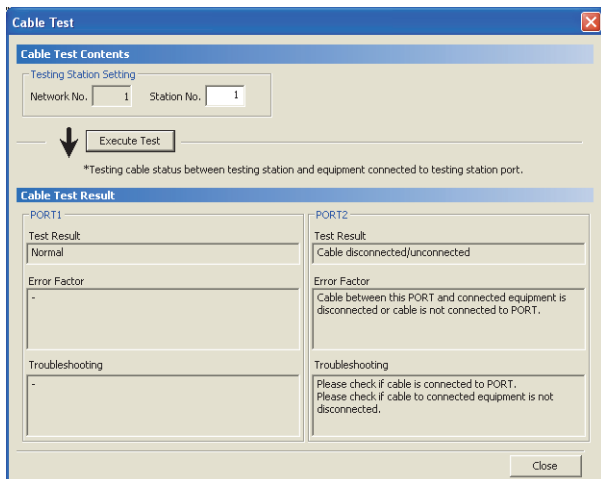 Cable Test
Cable Test Contents
Testing Station Setting
Network No. 1 Station No. 1
Execute Test
*Testing cable status between testing station and equipment connected to testing station port.
Cable Test Result
PORT1
Test Result
Normal
Error Factor
-
Troubleshooting
-
PORT2
Test Result
Cable disconnected/unconnected
Error Factor
Cable between this PORT and connected equipment is
disconnected or cable is not connected to PORT.
Troubleshooting
Please check if cable is connected to PORT.
Please check if cable to connected equipment is not
disconnected.
Close